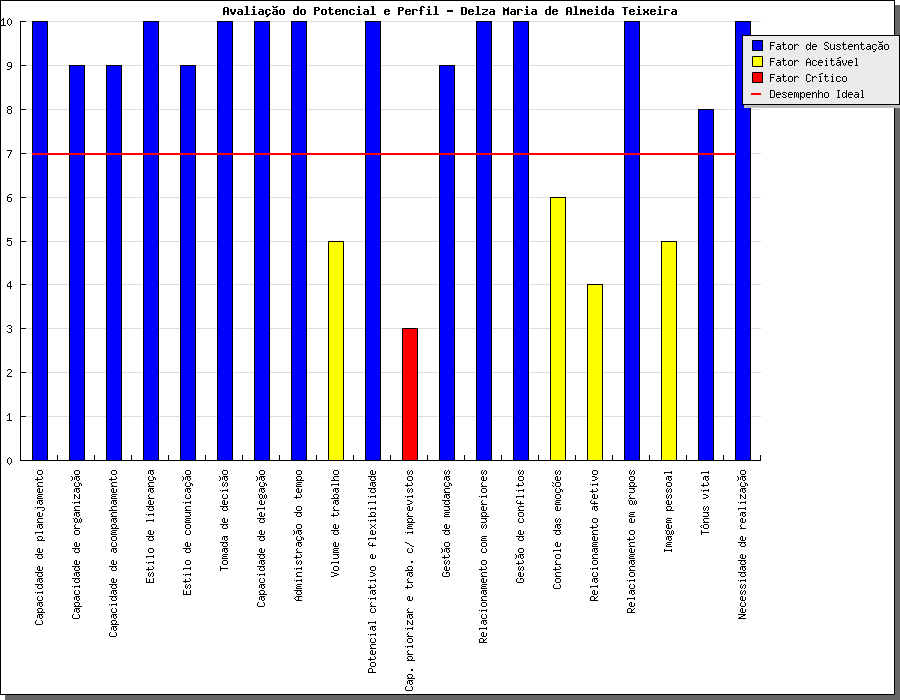 Avaliação do Potencial e Perfil - Delza Maria de Almeida Teixeira
10
9
8
7
6
5
4
3
2
1
0
Fator de Sustentação
Fator Aceitável
Fator Crítico
Desempenho Ideal
Capacidade de planejamento
Capacidade de organização
Capacidade de acompanhamento
Estilo de liderança
Estilo de comunicação
Tomada de decisão
Capacidade de delegação
Administração do tempo
Volume de trabalho
Potencial criativo e flexibilidade
Cap. priorizar e trab. c/ imprevistos
Gestão de mudanças
Relacionamento com superiores
Gestão de conflitos
Controle das emoções
Relacionamento afetivo
Relacionamento em grupos
Imagem pessoal
Tônus vital
Necessidade de realização